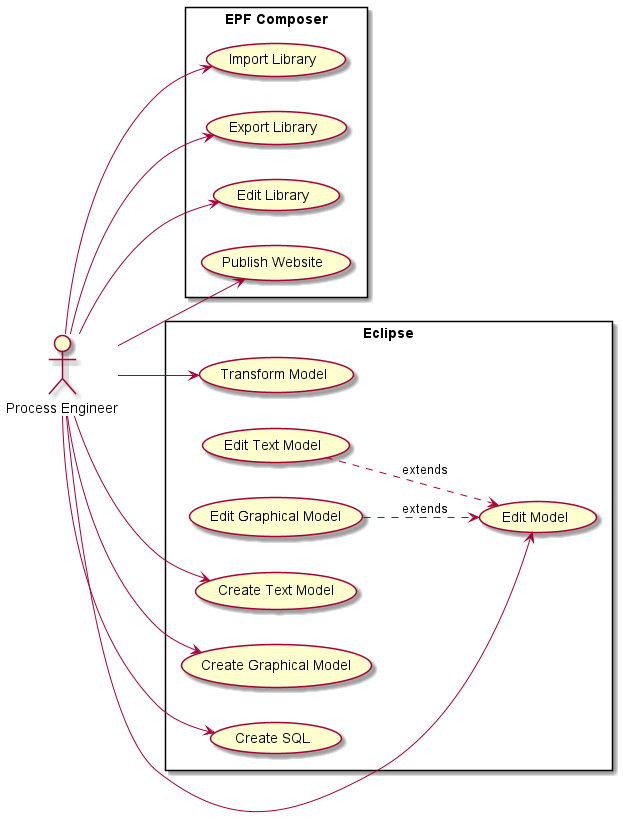 EPF Composer
Import Library
Export Library
Edit Library
Publish Website
Process Engineer
Eclipse
Transform Model
Edit Text Model
extends
Edit Graphical Model
extends
Edit Model
Create Text Model
Create Graphical Model
Create SQL